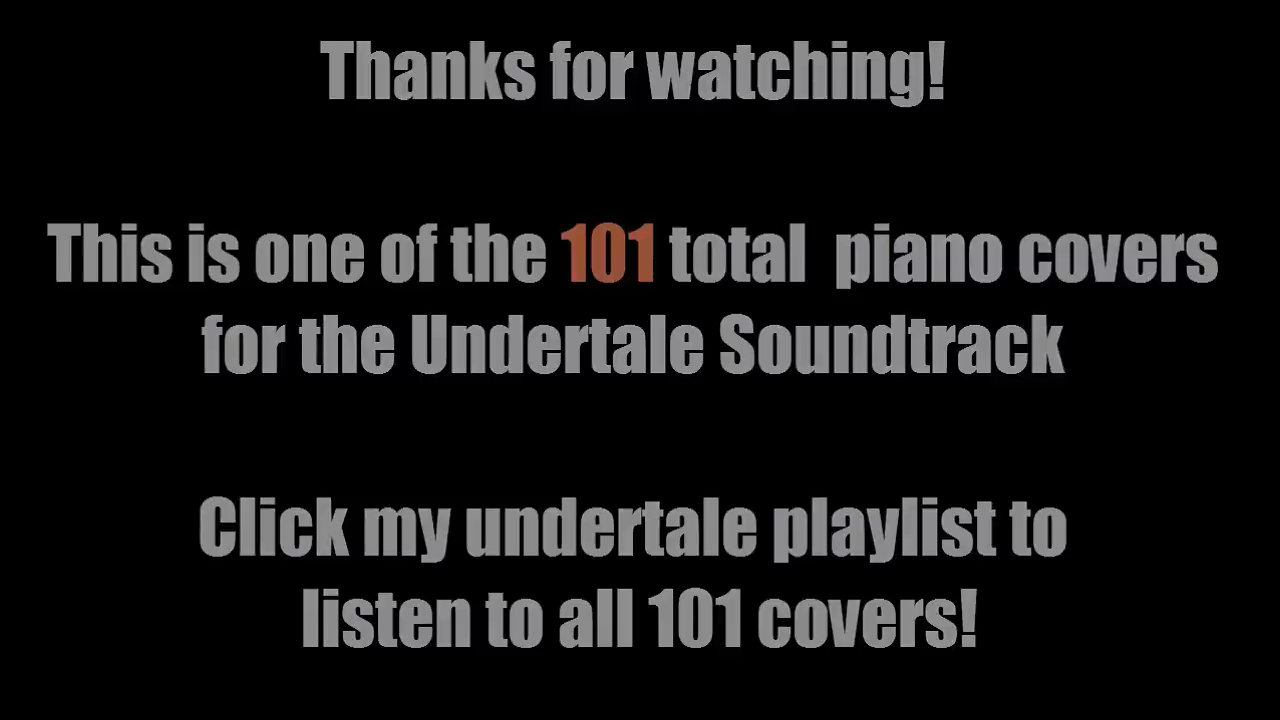 Thanks for watching!
This is one of the 101 total  piano covers
for the Undertale Soundtrack
Click my undertale playlist to
listen to all 101 covers!